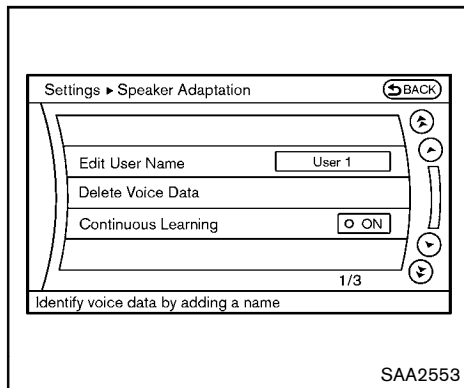 Settings ▸ Speaker Adaptation BACK
Edit User Name User 1
Delete Voice Data
Continuous Learning ON
1/3
Identify voice data by adding a name
SAA2553